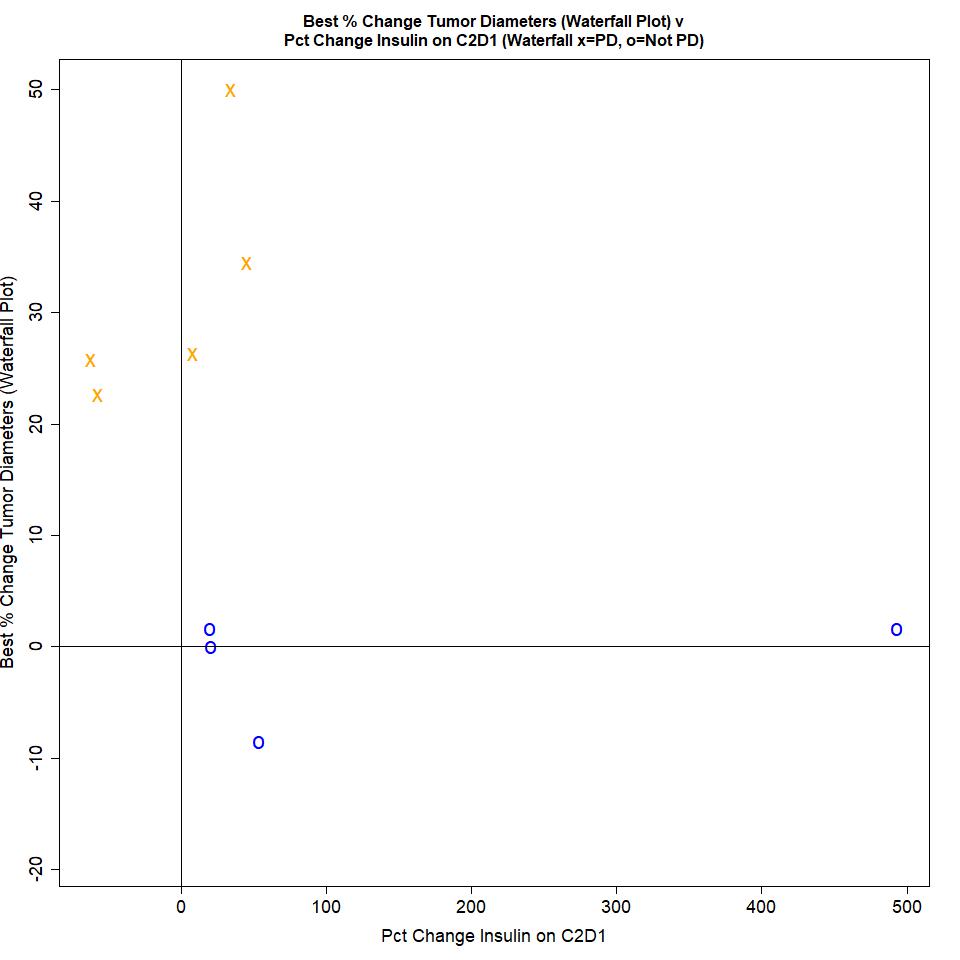 Best % Change Tumor Diameters (Waterfall Plot) v
Pct Change Insulin on C2D1 (Waterfall x=PD, o=Not PD)
Best % Change Tumor Diameters (Waterfall Plot)
50
40
30
20
10
0
-10
-20
X
X
X
X
X
O
O
O
O
0
100
200
300
400
500
Pct Change Insulin on C2D1